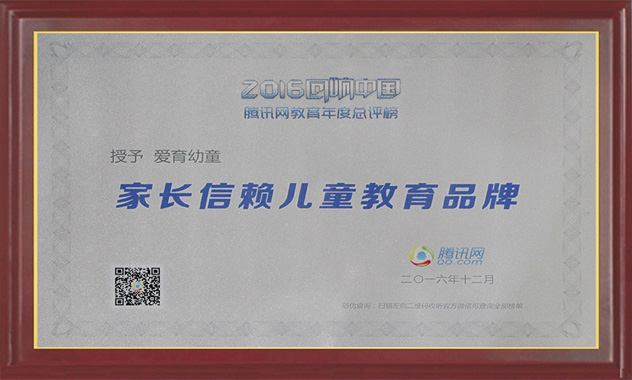 2016回响中国
腾讯网教育年度总评榜
授予 爱育幼童
家长信赖儿童教育品牌
腾讯网
QQ.com
二〇一六年十二月